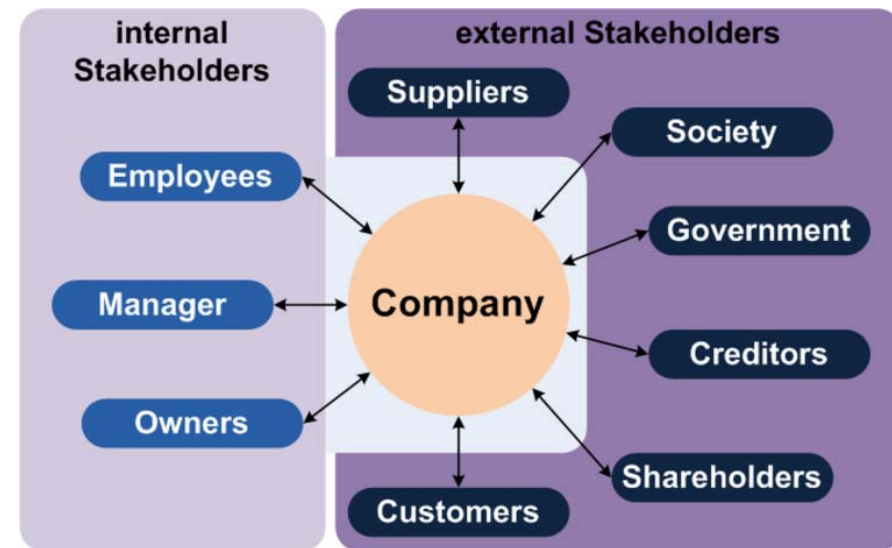 internal
Stakeholders
external Stakeholders
Suppliers
Society
Employees
Government
Manager
Company
Creditors
Owners
Shareholders
Customers